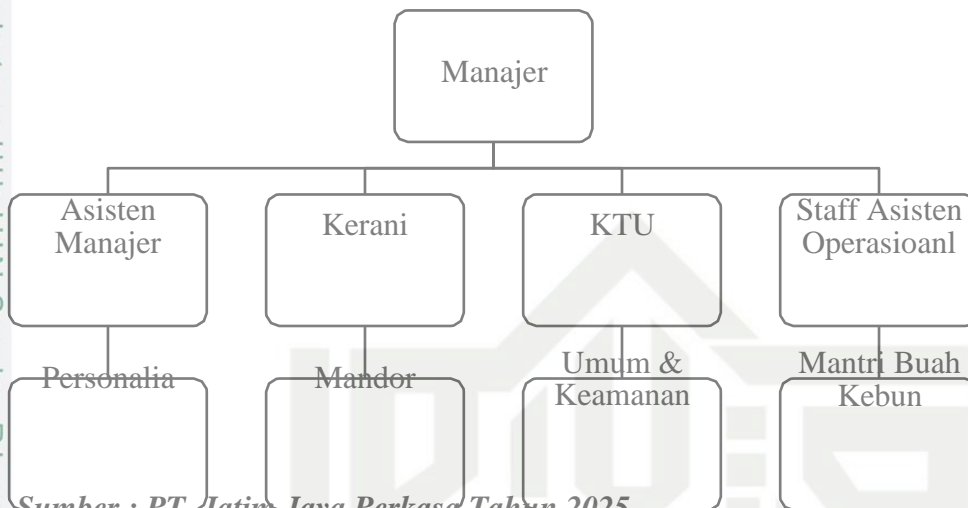 Manajer
Asisten
Manajer
Kerani
KTU
Staff Asisten
Operasioanl
Personalia
Mandor
Umum &
Keamanan
Mantri Buah
Kebun
Sumber : PT. Jatim Jaya Perkasa Tahun 2025